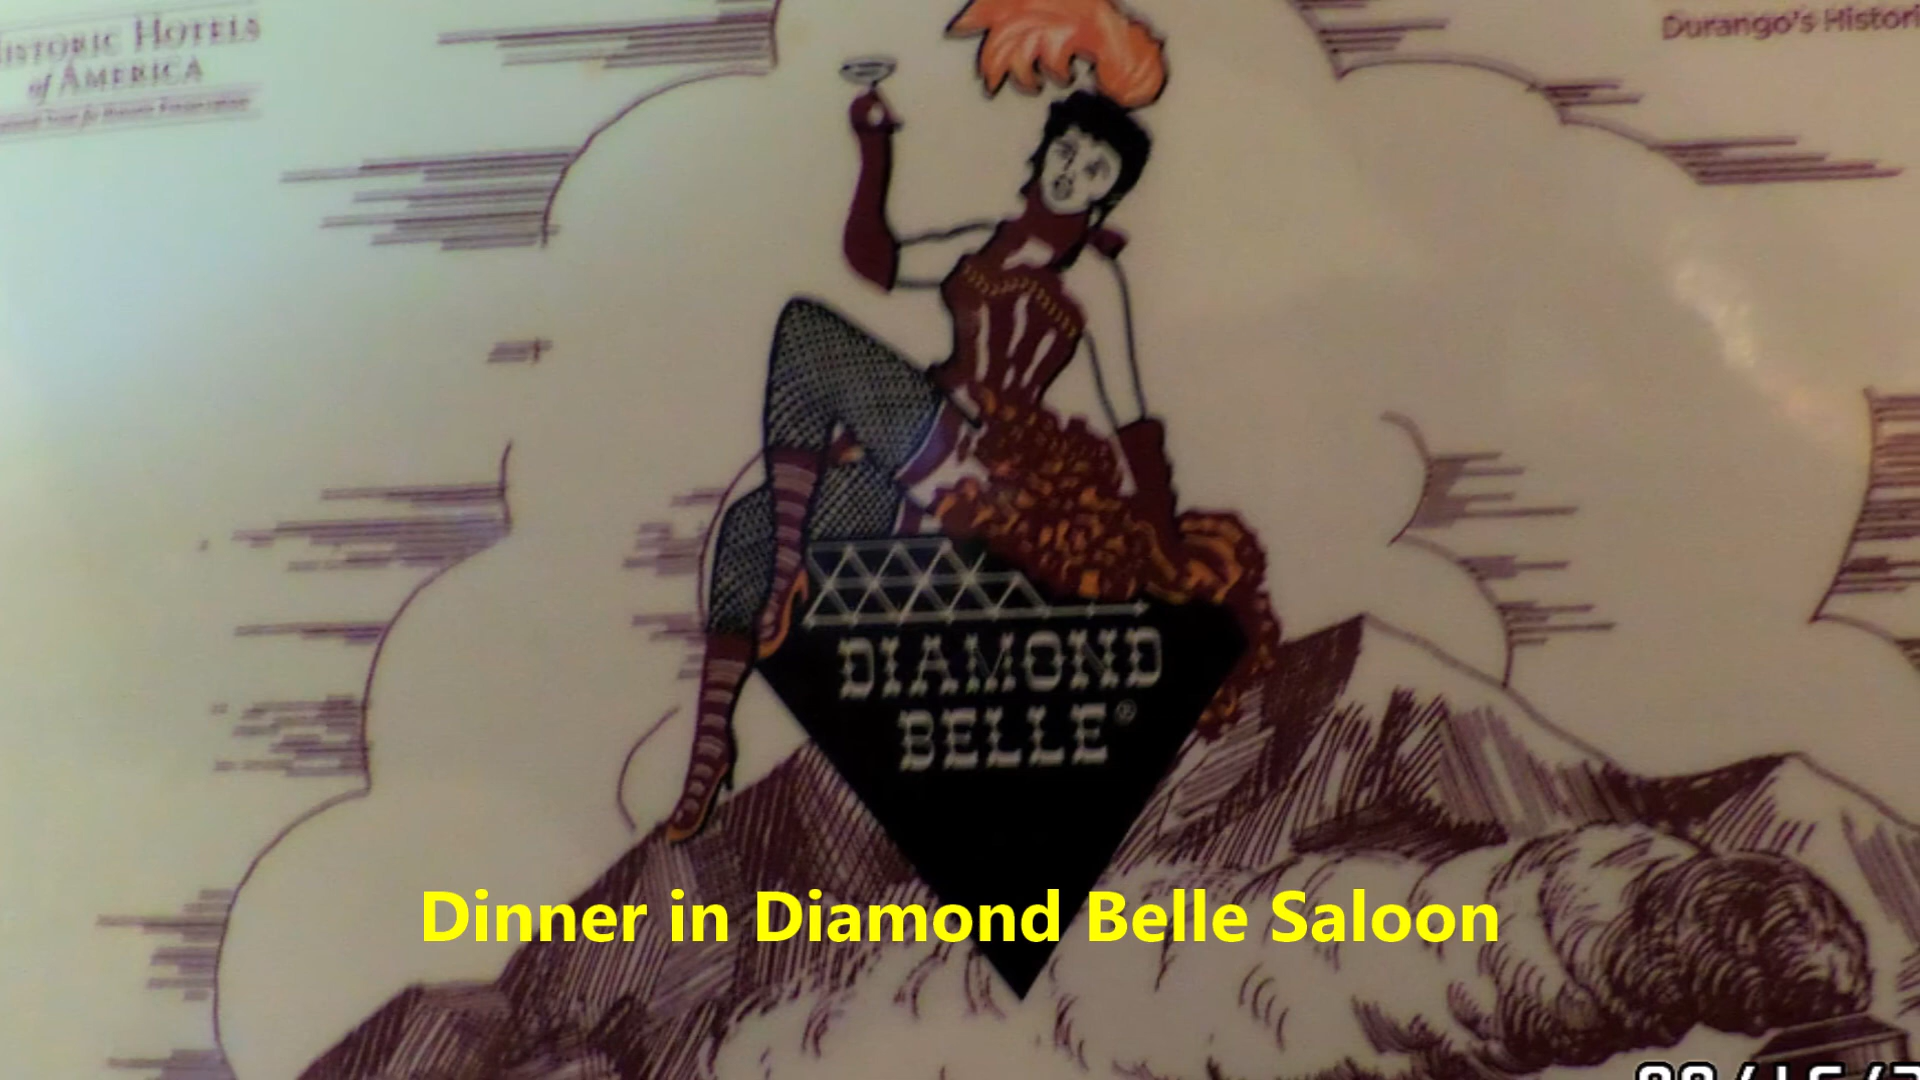 HISTORIC HOTELS
of AMERICA
Durango's Histori
DIAMOND
BELLE®
Dinner in Diamond Belle Saloon